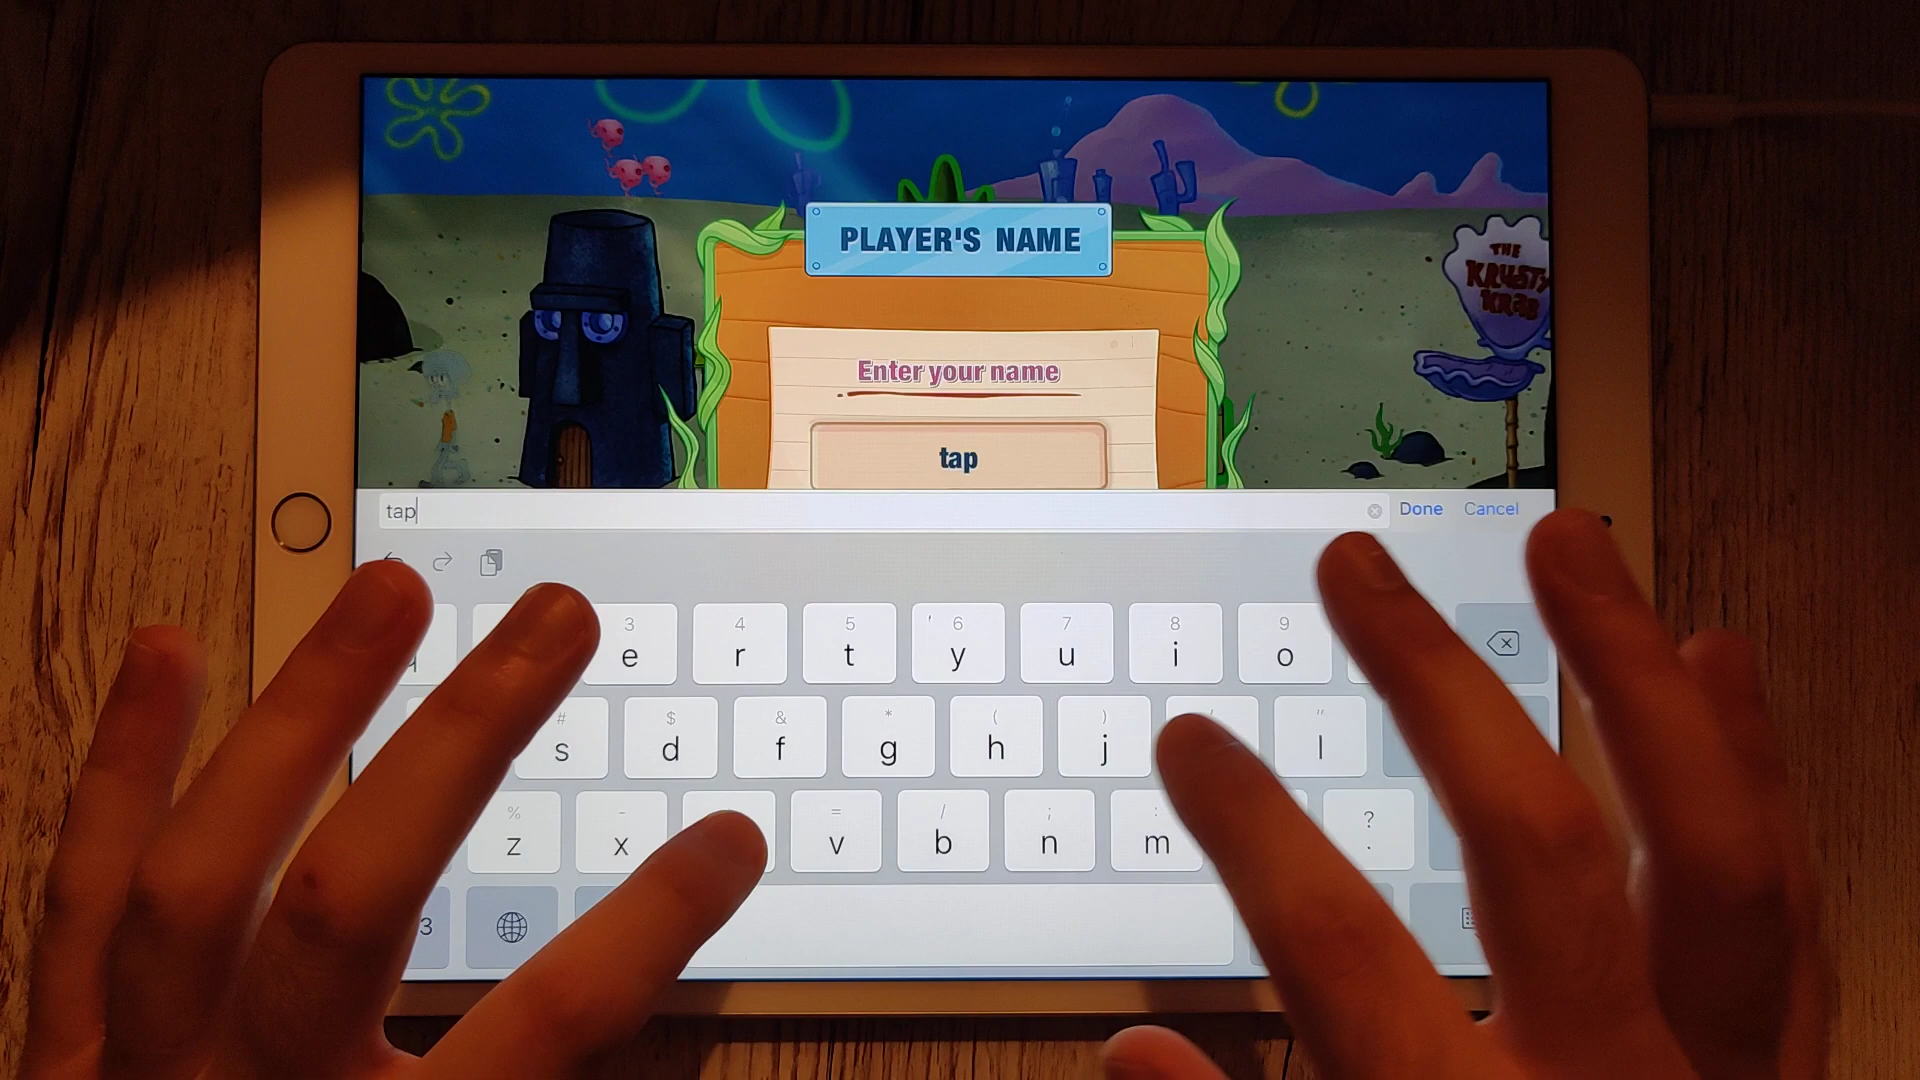 PLAYER'S NAME
THE
KRUSTY
KRAB
Enter your name
tap
tap
Done Cancel
3 4 5 ' 6 7 8 9
q e r t y u i o
# $ & * ( ) ' "
s d f g h j l
% - = / ; : ?
z x v b n m .
3